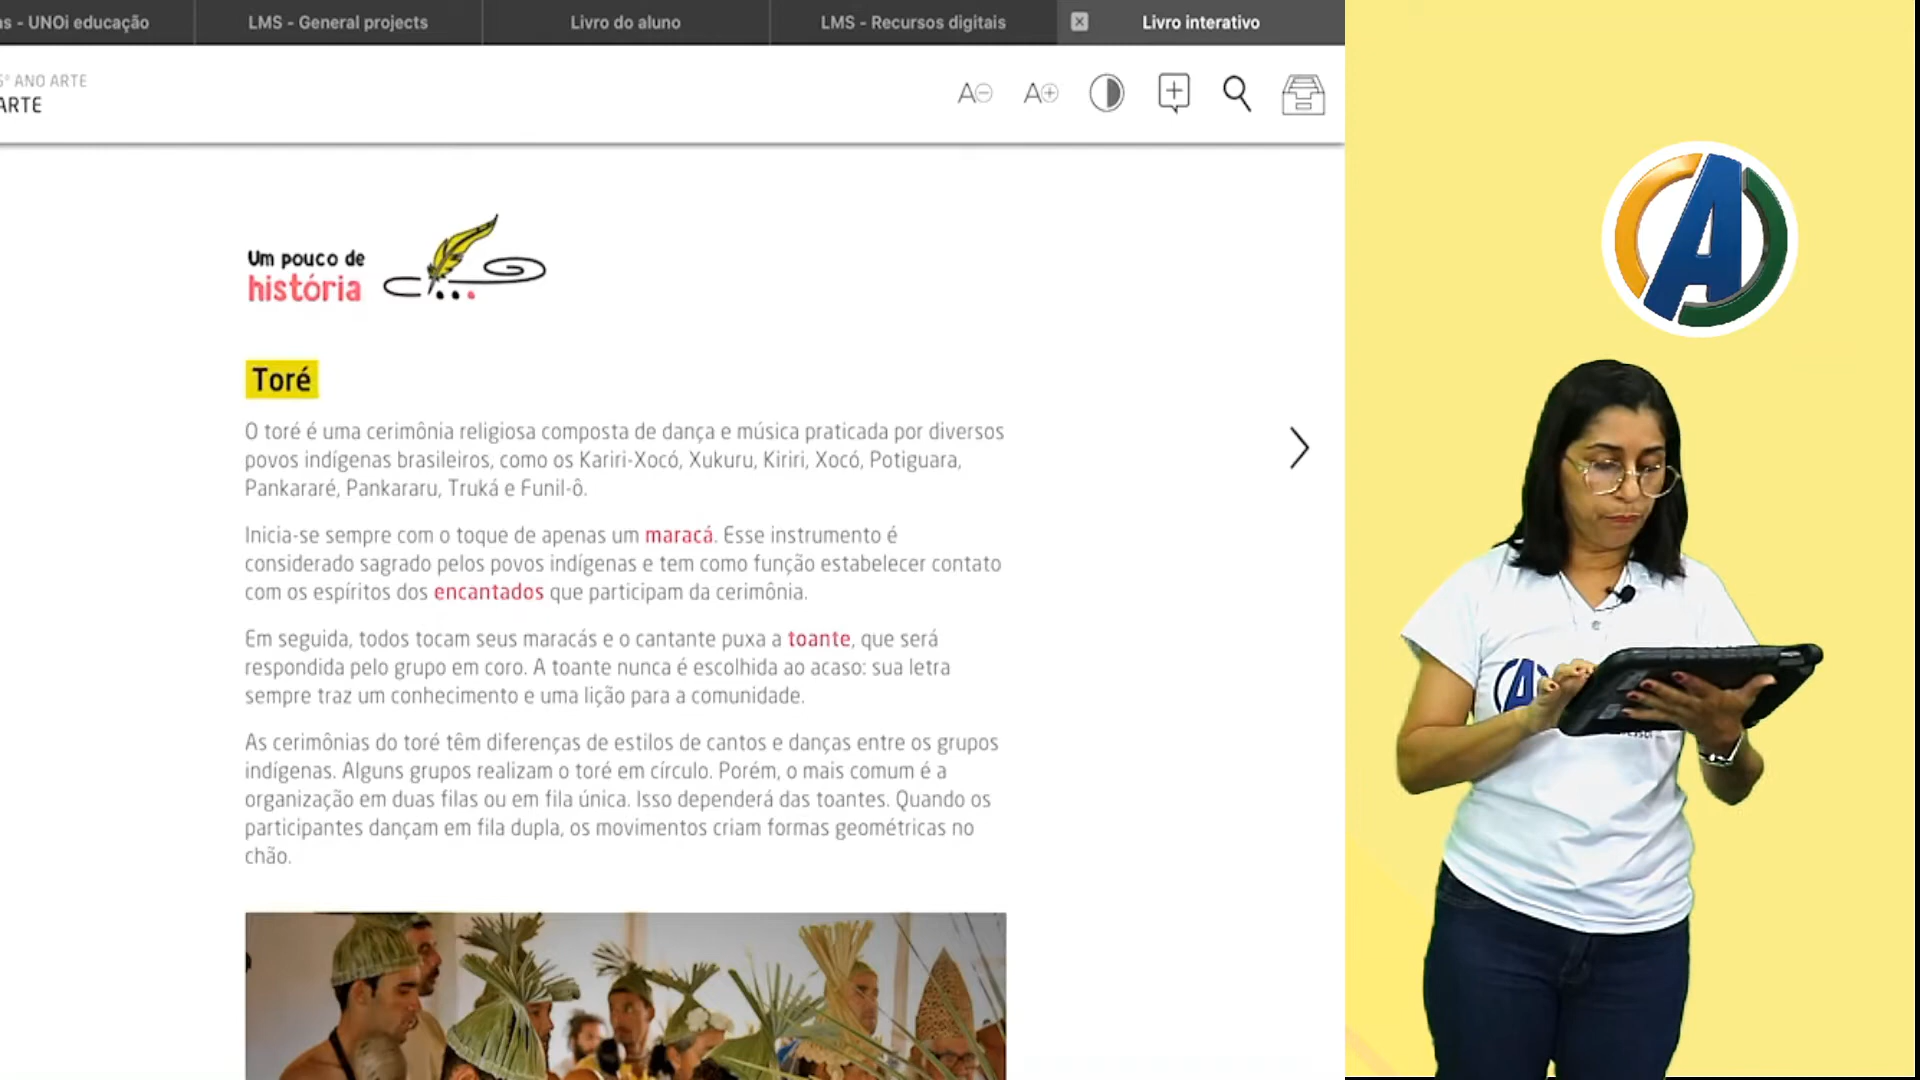 as - UNOi educação
LMS - General projects
Livro do aluno
LMS - Recursos digitais
Livro interativo
5º ANO ARTE
ARTE
A
A
Um pouco de
história
A
Toré
O toré é uma cerimônia religiosa composta de dança e música praticada por diversos
povos indígenas brasileiros, como os Kariri-Xocó, Xukuru, Kiriri, Xocó, Potiguara,
Pankararé, Pankararu, Truká e Funil-ô.
Inicia-se sempre com o toque de apenas um maracá. Esse instrumento é
considerado sagrado pelos povos indígenas e tem como função estabelecer contato
com os espíritos dos encantados que participam da cerimônia.
Em seguida, todos tocam seus maracás e o cantante puxa a toante, que será
respondida pelo grupo em coro. A toante nunca é escolhida ao acaso: sua letra
sempre traz um conhecimento e uma lição para a comunidade.
As cerimônias do toré têm diferenças de estilos de cantos e danças entre os grupos
indígenas. Alguns grupos realizam o toré em círculo. Porém, o mais comum é a
organização em duas filas ou em fila única. Isso dependerá das toantes. Quando os
participantes dançam em fila dupla, os movimentos criam formas geométricas no
chão.